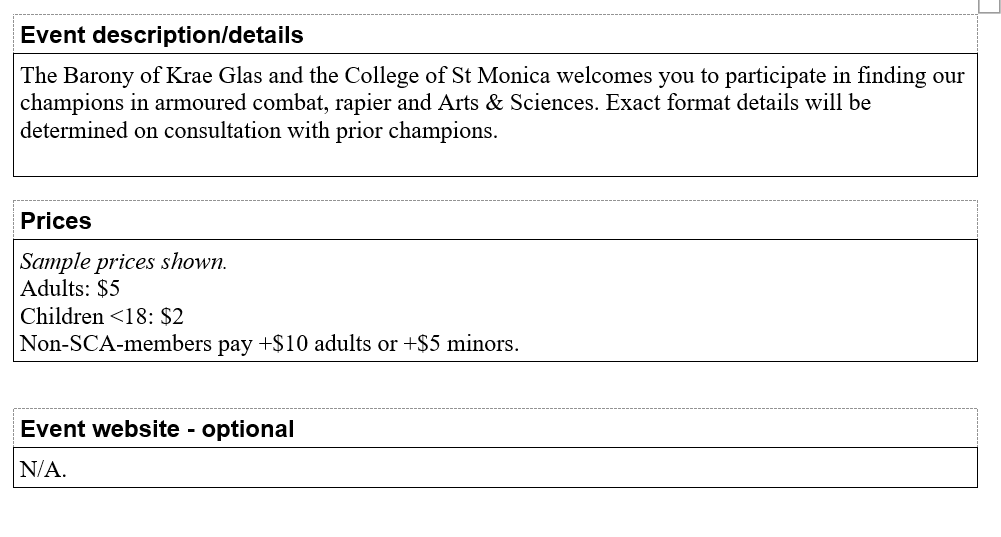 Event description/details
The Barony of Krae Glas and the College of St Monica welcomes you to participate in finding our
champions in armoured combat, rapier and Arts & Sciences. Exact format details will be
determined on consultation with prior champions.
Prices
Sample prices shown.
Adults: $5
Children <18: $2
Non-SCA-members pay +$10 adults or +$5 minors.
Event website - optional
N/A.